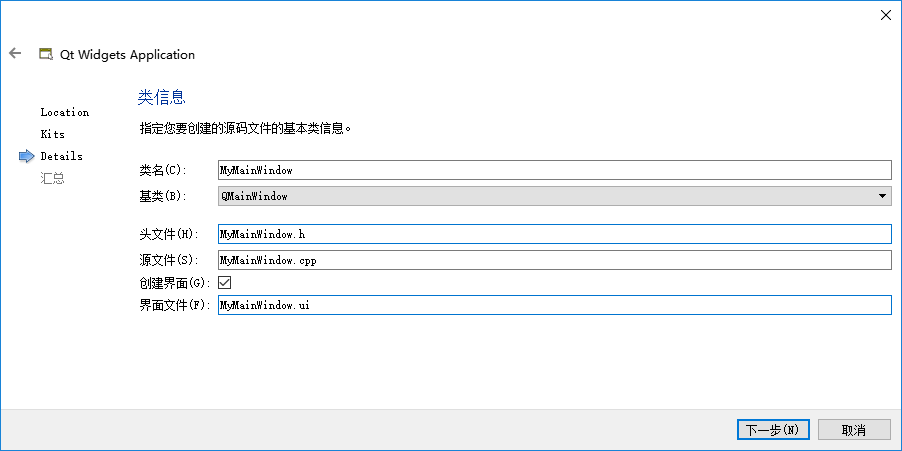 Qt Widgets Application
Location
Kits
Details
汇总
类信息
指定您要创建的源码文件的基本类信息。
类名(C): MyMainWindow
基类(B): QMainWindow
头文件(H): MyMainWindow.h
源文件(S): MyMainWindow.cpp
创建界面(G):
界面文件(F): MyMainWindow.ui
下一步(N) 取消